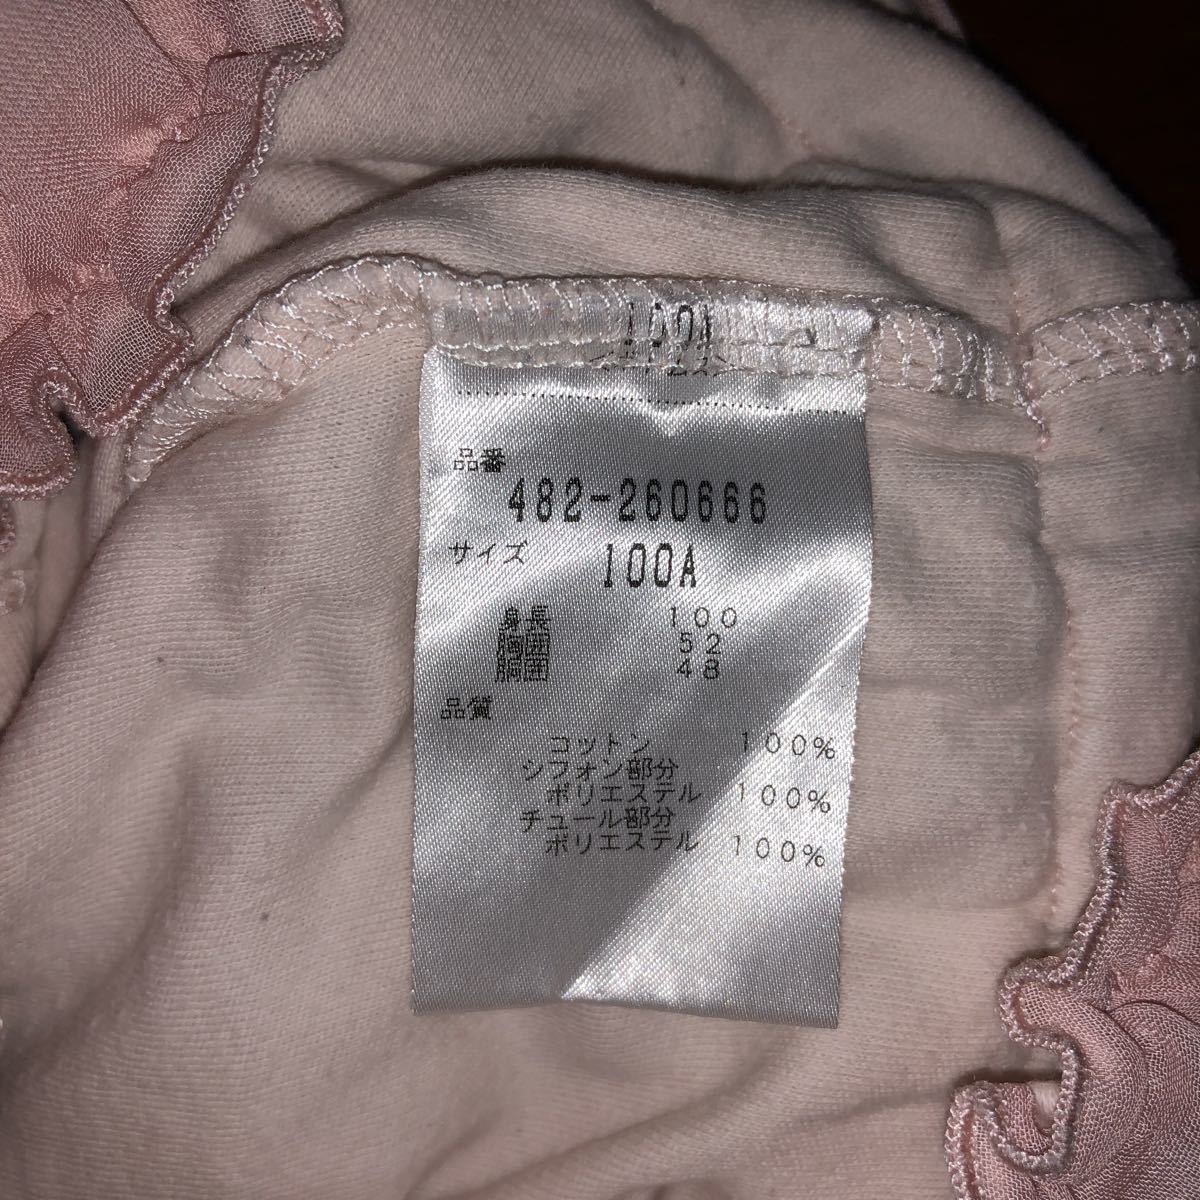 100A
品番
482-260666
サイズ 100A
身長 100
胸囲 52
胴囲 48
品質
コットン 100%
シフォン部分
ポリエステル 100%
チュール部分
ポリエステル 100%